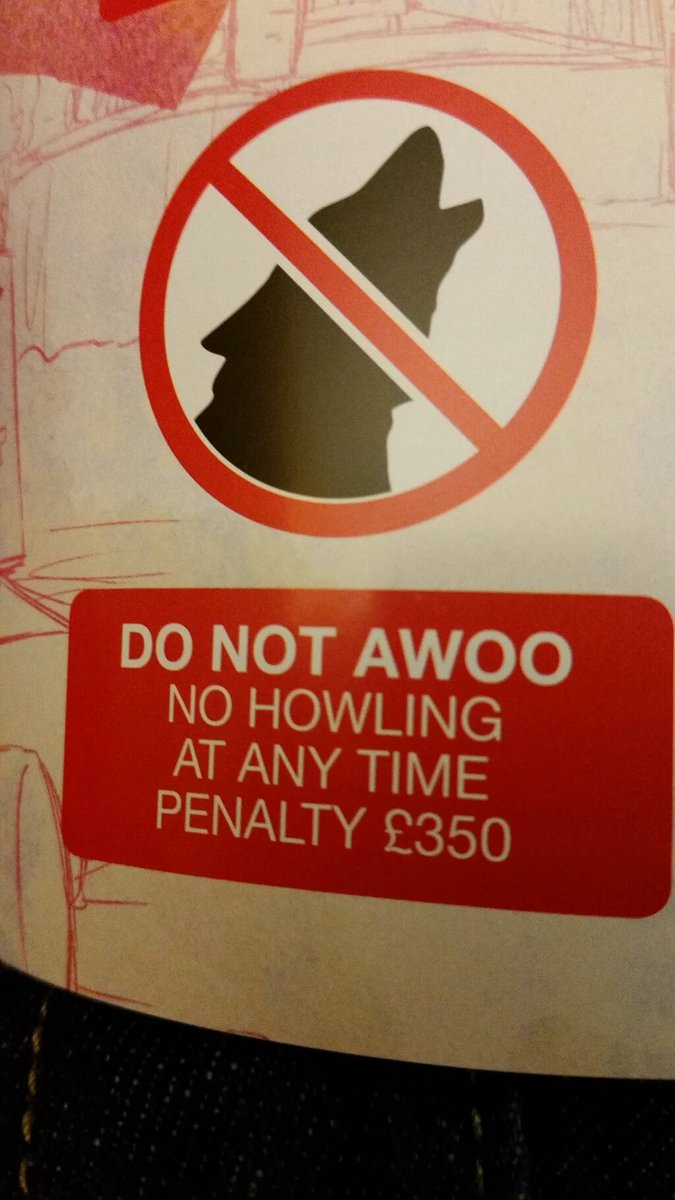 DO NOT AWOO
NO HOWLING
AT ANY TIME
PENALTY £350